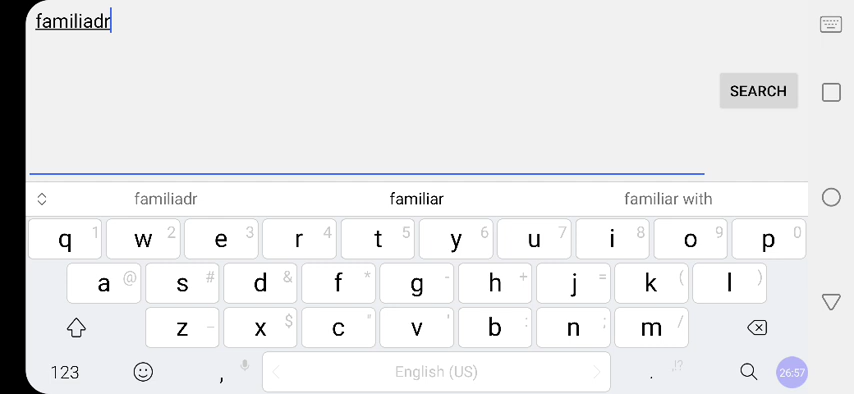 familiadr
SEARCH
familiadr familiar familiar with
q 1 w 2 e 3 r 4 t 5 y 6 u 7 i 8 o 9 p 0
a @ s # d & f * g - h + j = k ( l )
z _ x $ c " v ' b : n ; m /
123 , < English (US) > . .!? 26:57